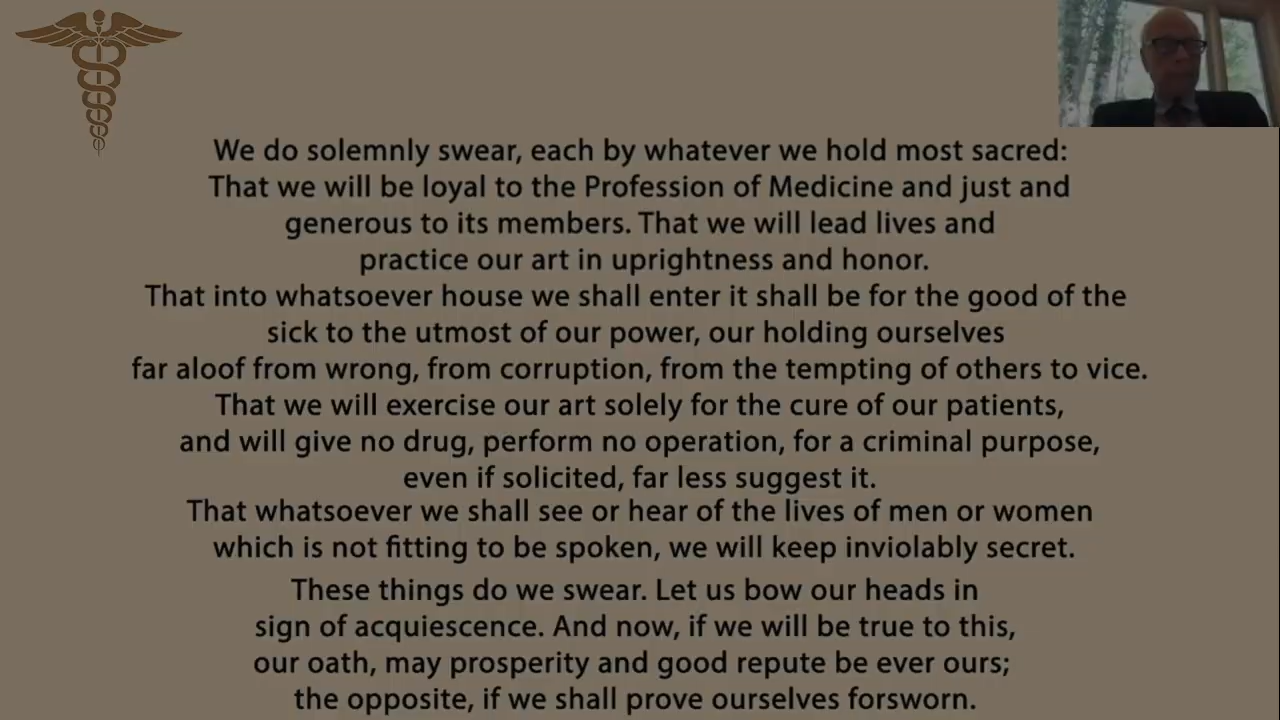 We do solemnly swear, each by whatever we hold most sacred:
That we will be loyal to the Profession of Medicine and just and
generous to its members. That we will lead lives and
practice our art in uprightness and honor.
That into whatsoever house we shall enter it shall be for the good of the
sick to the utmost of our power, our holding ourselves
far aloof from wrong, from corruption, from the tempting of others to vice.
That we will exercise our art solely for the cure of our patients,
and will give no drug, perform no operation, for a criminal purpose,
even if solicited, far less suggest it.
That whatsoever we shall see or hear of the lives of men or women
which is not fitting to be spoken, we will keep inviolably secret.
These things do we swear. Let us bow our heads in
sign of acquiescence. And now, if we will be true to this,
our oath, may prosperity and good repute be ever ours;
the opposite, if we shall prove ourselves forsworn.